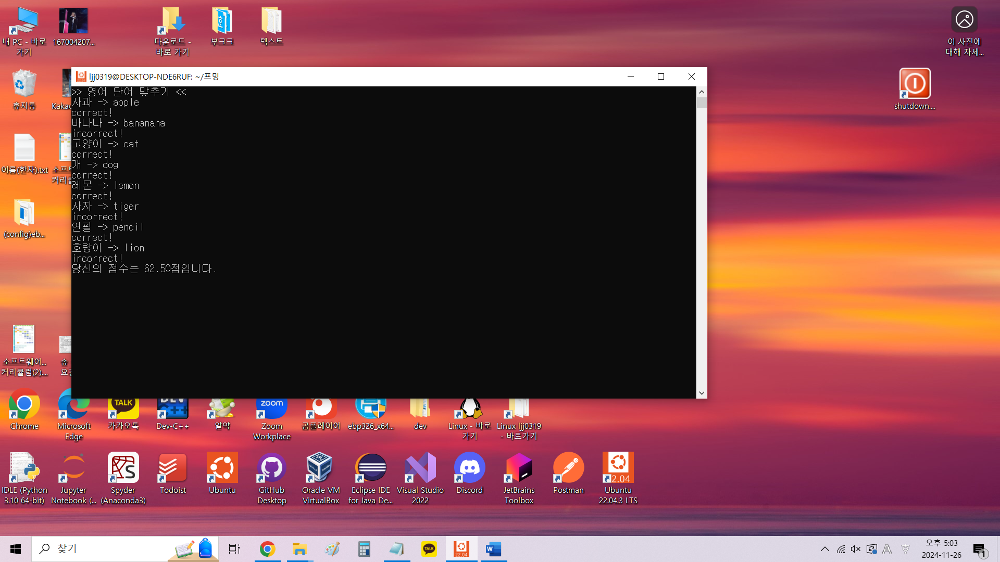 내 PC - 바로
가기
167004207...
다운로드 -
바로 가기
부크크
텍스트
이 사진에
대해 자세...
휴지통
shutdown....
이름(한자).txt
(config)eb...
소프트웨어...
커리큘럼(2)....
숲
ljj0319@DESKTOP-NDE6RUF: ~/프밍
>> 영어 단어 맞추기 <<
사과 -> apple
correct!
바나나 -> bananana
incorrect!
고양이 -> cat
correct!
개 -> dog
correct!
레몬 -> lemon
correct!
사자 -> tiger
incorrect!
연필 -> pencil
correct!
호랑이 -> lion
incorrect!
당신의 점수는 62.50점입니다.
Chrome
Microsoft
Edge
TALK
카카오톡
Dev-C++
알약
zoom
Zoom
Workplace
곰플레이어
ebp326_x64...
dev
Linux - 바로
가기
Linux ljj0319
- 바로가기
IDLE (Python
3.10 64-bit)
Jupyter
Notebook (...
Spyder
(Anaconda3)
Todoist
Ubuntu
GitHub
Desktop
Oracle VM
VirtualBox
Eclipse IDE
for Java De...
Visual Studio
2022
Discord
JetBrains
Toolbox
Postman
22.04
Ubuntu
22.04.3 LTS
찾기
TALK
22.04
W
A
오후 5:03
2024-11-26
1